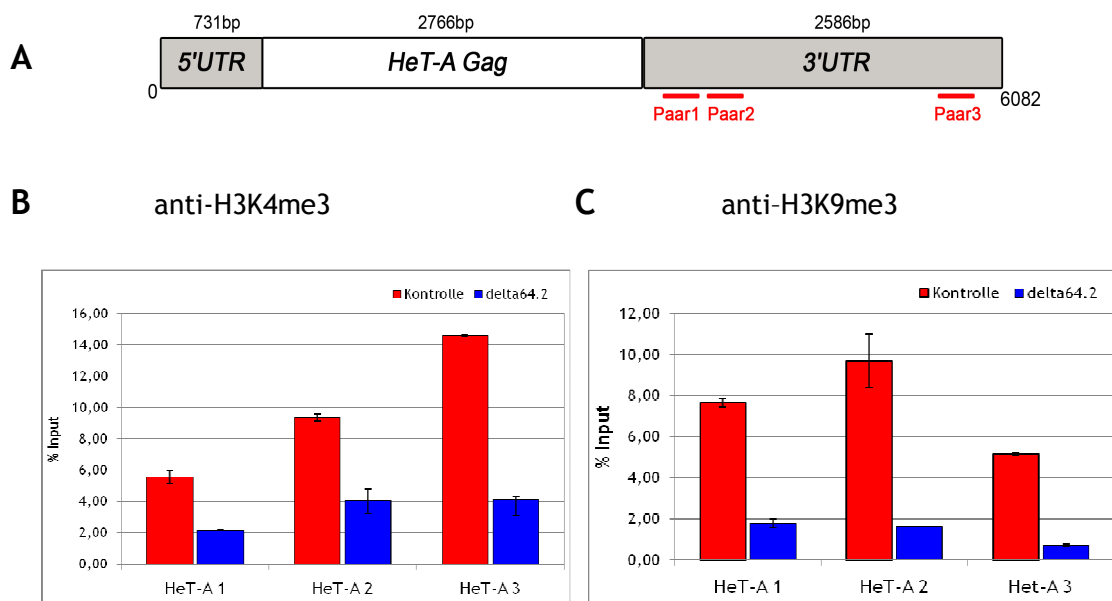 A
731bp 2766bp 2586bp
5'UTR HeT-A Gag 3'UTR
0 6082
Paar1 Paar2 Paar3
B anti-H3K4me3
Kontrolle delta64.2
% Input
16,00
14,00
12,00
10,00
8,00
6,00
4,00
2,00
0,00
HeT-A 1 HeT-A 2 HeT-A 3
C anti-H3K9me3
Kontrolle delta64.2
% Input
12,00
10,00
8,00
6,00
4,00
2,00
0,00
HeT-A 1 HeT-A 2 Het-A 3